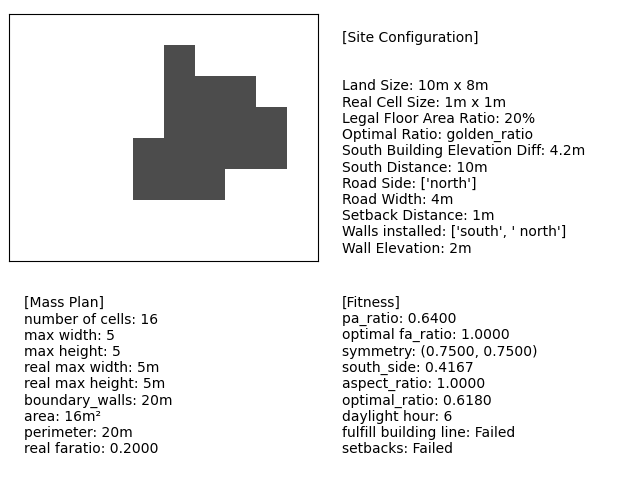 [Site Configuration]
Land Size: 10m x 8m
Real Cell Size: 1m x 1m
Legal Floor Area Ratio: 20%
Optimal Ratio: golden_ratio
South Building Elevation Diff: 4.2m
South Distance: 10m
Road Side: ['north']
Road Width: 4m
Setback Distance: 1m
Walls installed: ['south', ' north']
Wall Elevation: 2m
[Mass Plan]
number of cells: 16
max width: 5
max height: 5
real max width: 5m
real max height: 5m
boundary_walls: 20m
area: 16m²
perimeter: 20m
real faratio: 0.2000
[Fitness]
pa_ratio: 0.6400
optimal fa_ratio: 1.0000
symmetry: (0.7500, 0.7500)
south_side: 0.4167
aspect_ratio: 1.0000
optimal_ratio: 0.6180
daylight hour: 6
fulfill building line: Failed
setbacks: Failed